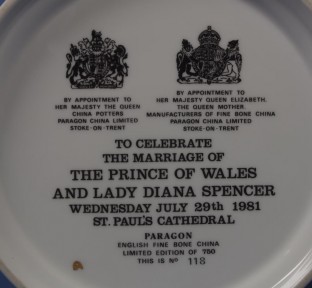 BY APPOINTMENT TO
HER MAJESTY THE QUEEN
CHINA POTTERS
PARAGON CHINA LIMITED
STOKE-ON-TRENT
BY APPOINTMENT TO
HER MAJESTY QUEEN ELIZABETH,
THE QUEEN MOTHER,
MANUFACTURERS OF FINE BONE CHINA
PARAGON CHINA LIMITED
STOKE-ON-TRENT
TO CELEBRATE
THE MARRIAGE OF
THE PRINCE OF WALES
AND LADY DIANA SPENCER
WEDNESDAY JULY 29th 1981
ST. PAUL'S CATHEDRAL
PARAGON
ENGLISH FINE BONE CHINA
LIMITED EDITION OF 750
THIS IS Nº 118